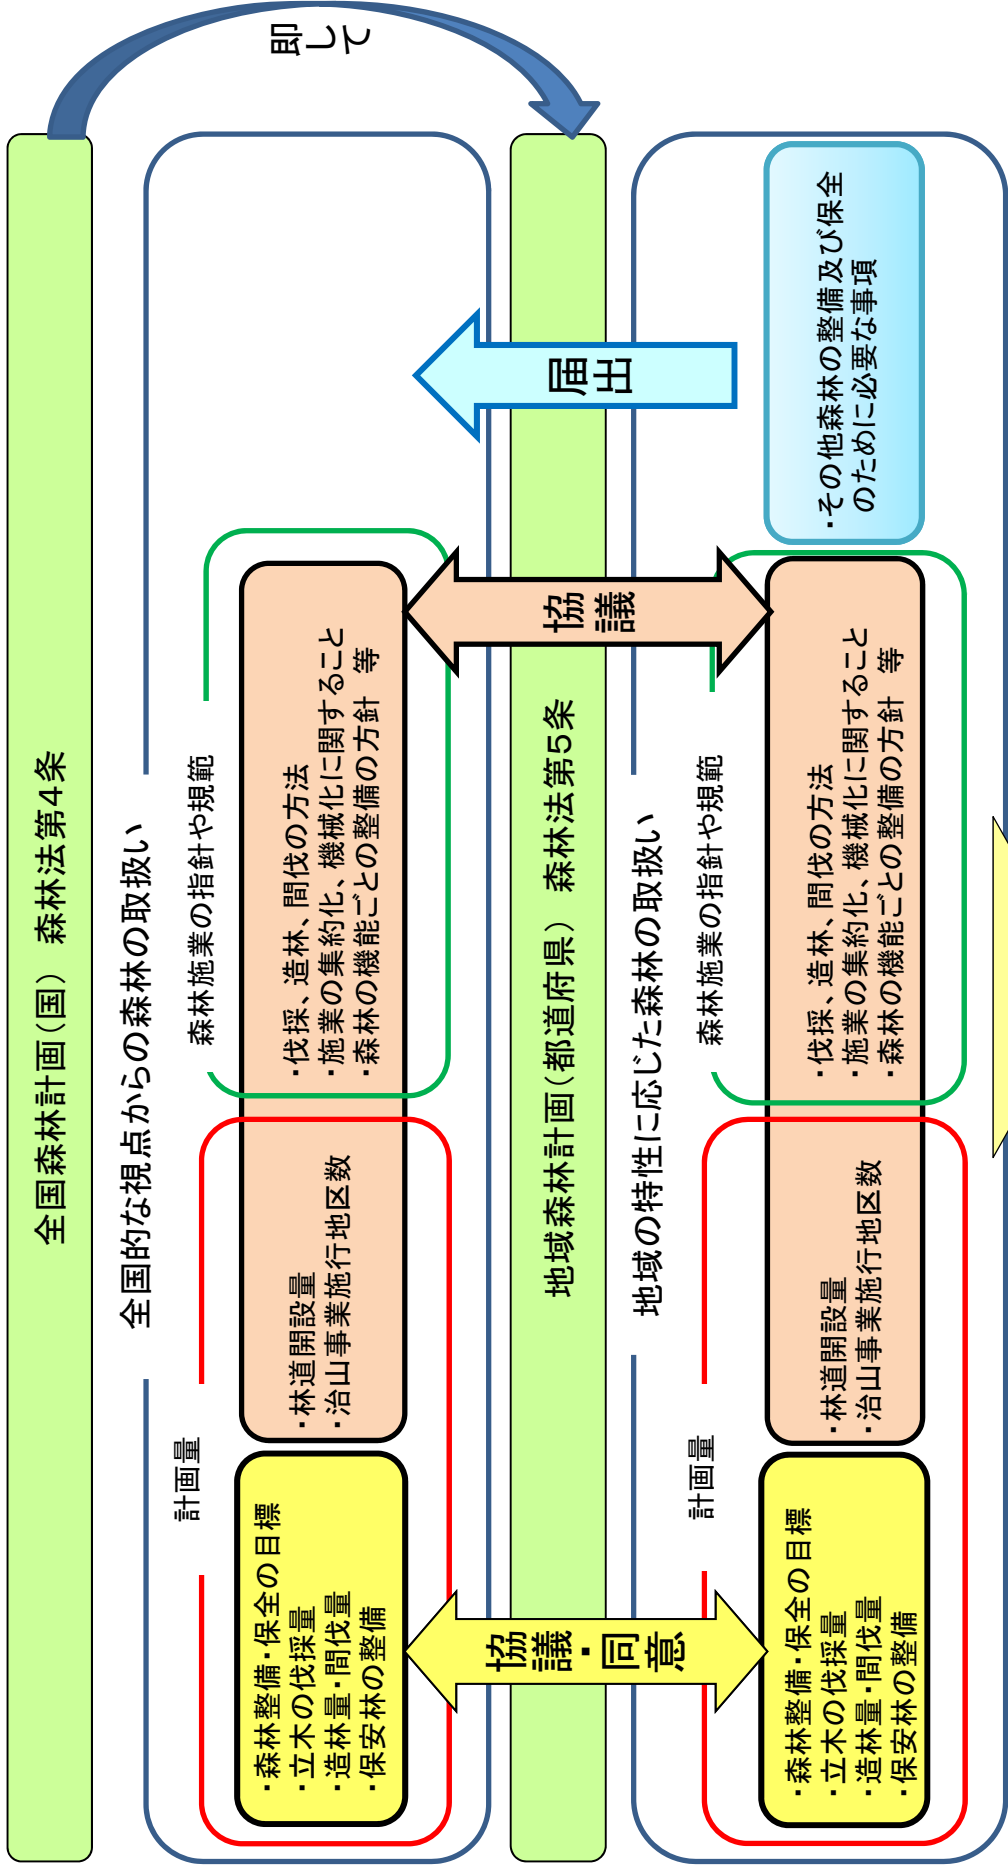 全国森林計画(国)　森林法第4条
即して
全国的な視点からの森林の取扱い
計画量
・森林整備・保全の目標
・立木の伐採量
・造林量・間伐量
・保安林の整備
・林道開設量
・治山事業施行地区数
森林施業の指針や規範
・伐採、造林、間伐の方法
・施業の集約化、機械化に関すること
・森林の機能ごとの整備の方針　等
協議・同意
協議
届出
地域森林計画(都道府県)　森林法第5条
地域の特性に応じた森林の取扱い
計画量
・森林整備・保全の目標
・立木の伐採量
・造林量・間伐量
・保安林の整備
・林道開設量
・治山事業施行地区数
森林施業の指針や規範
・伐採、造林、間伐の方法
・施業の集約化、機械化に関すること
・森林の機能ごとの整備の方針　等
・その他森林の整備及び保全
のために必要な事項